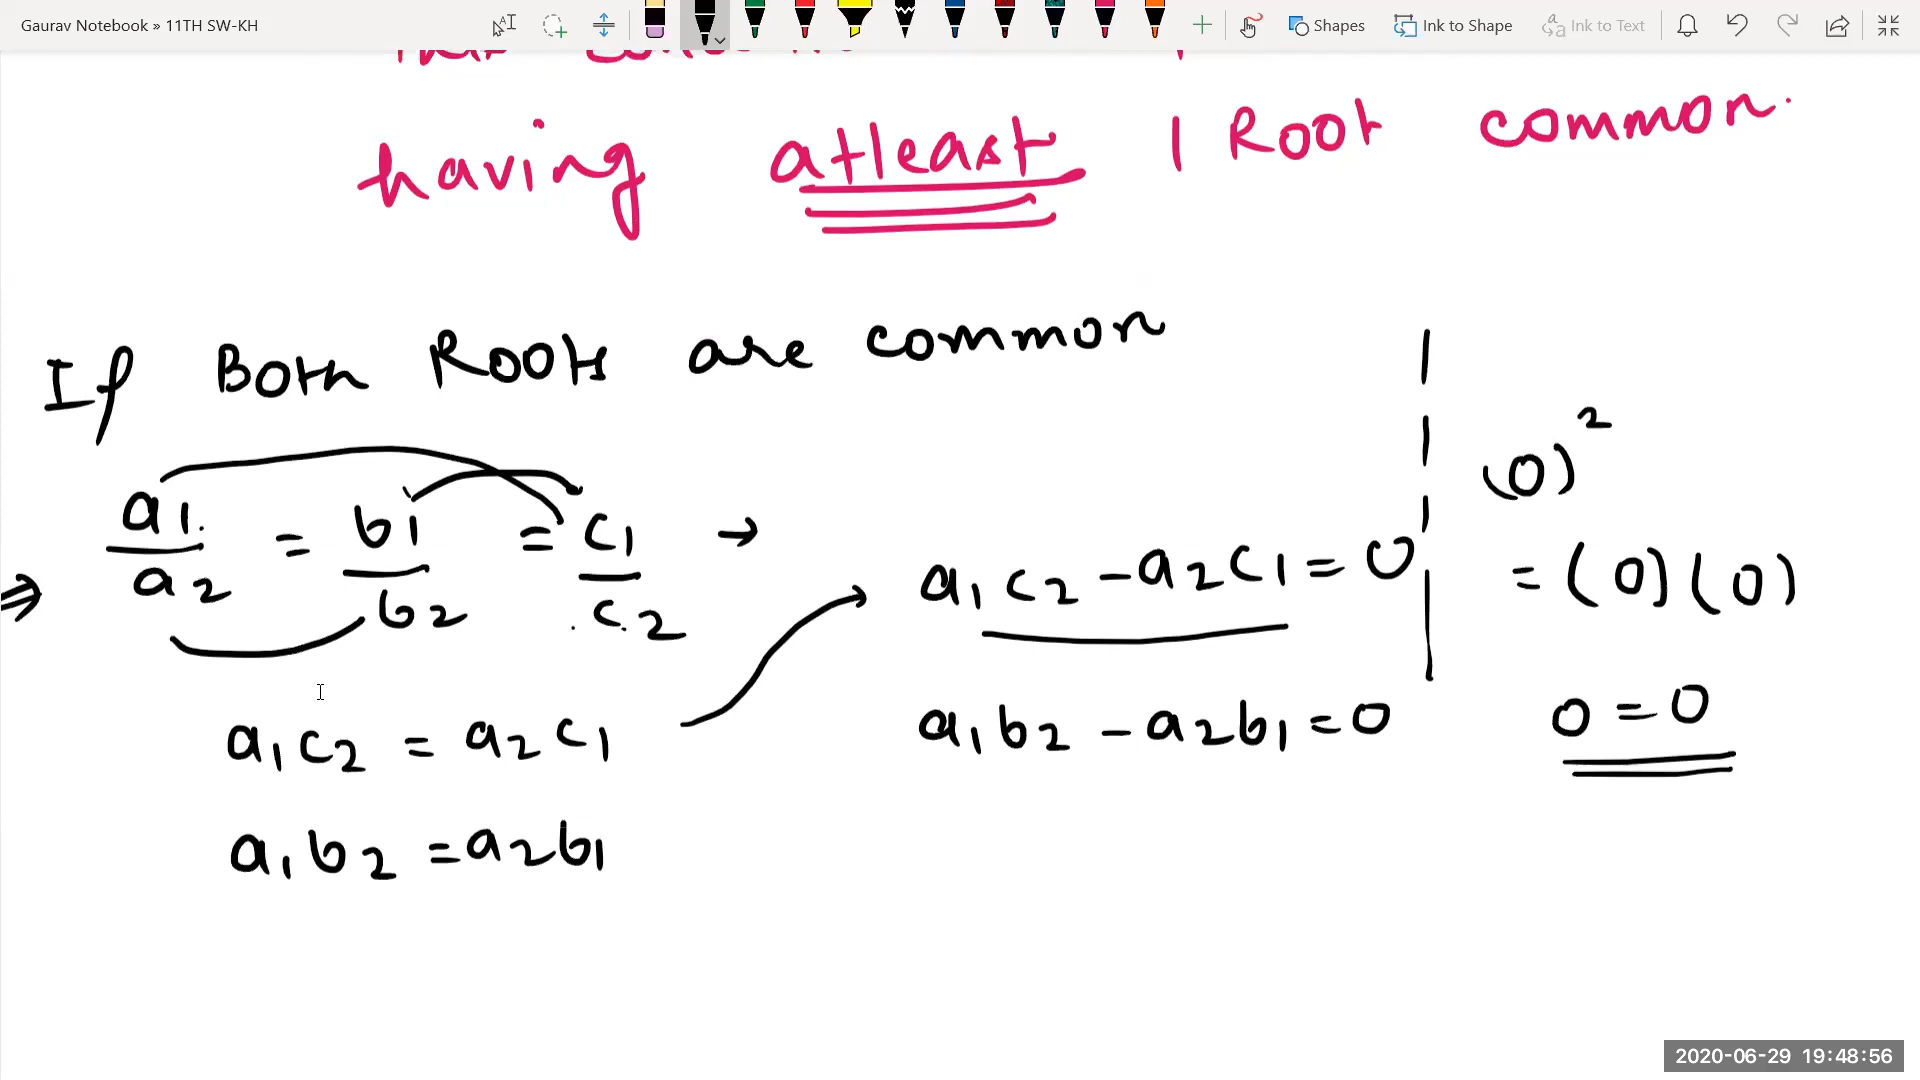 Gaurav Notebook » 11TH SW-KH
Shapes
Ink to Shape
Ink to Text
having atleast 1 Root common.
If Both Roots are common
⇒ a1/a2 = b1/b2 = c1/c2 →
a1c2 = a2c1
a1b2 = a2b1
a1c2 - a2c1 = 0
a1b2 - a2b1 = 0
(0)²
= (0)(0)
0 = 0
2020-06-29 19:48:56